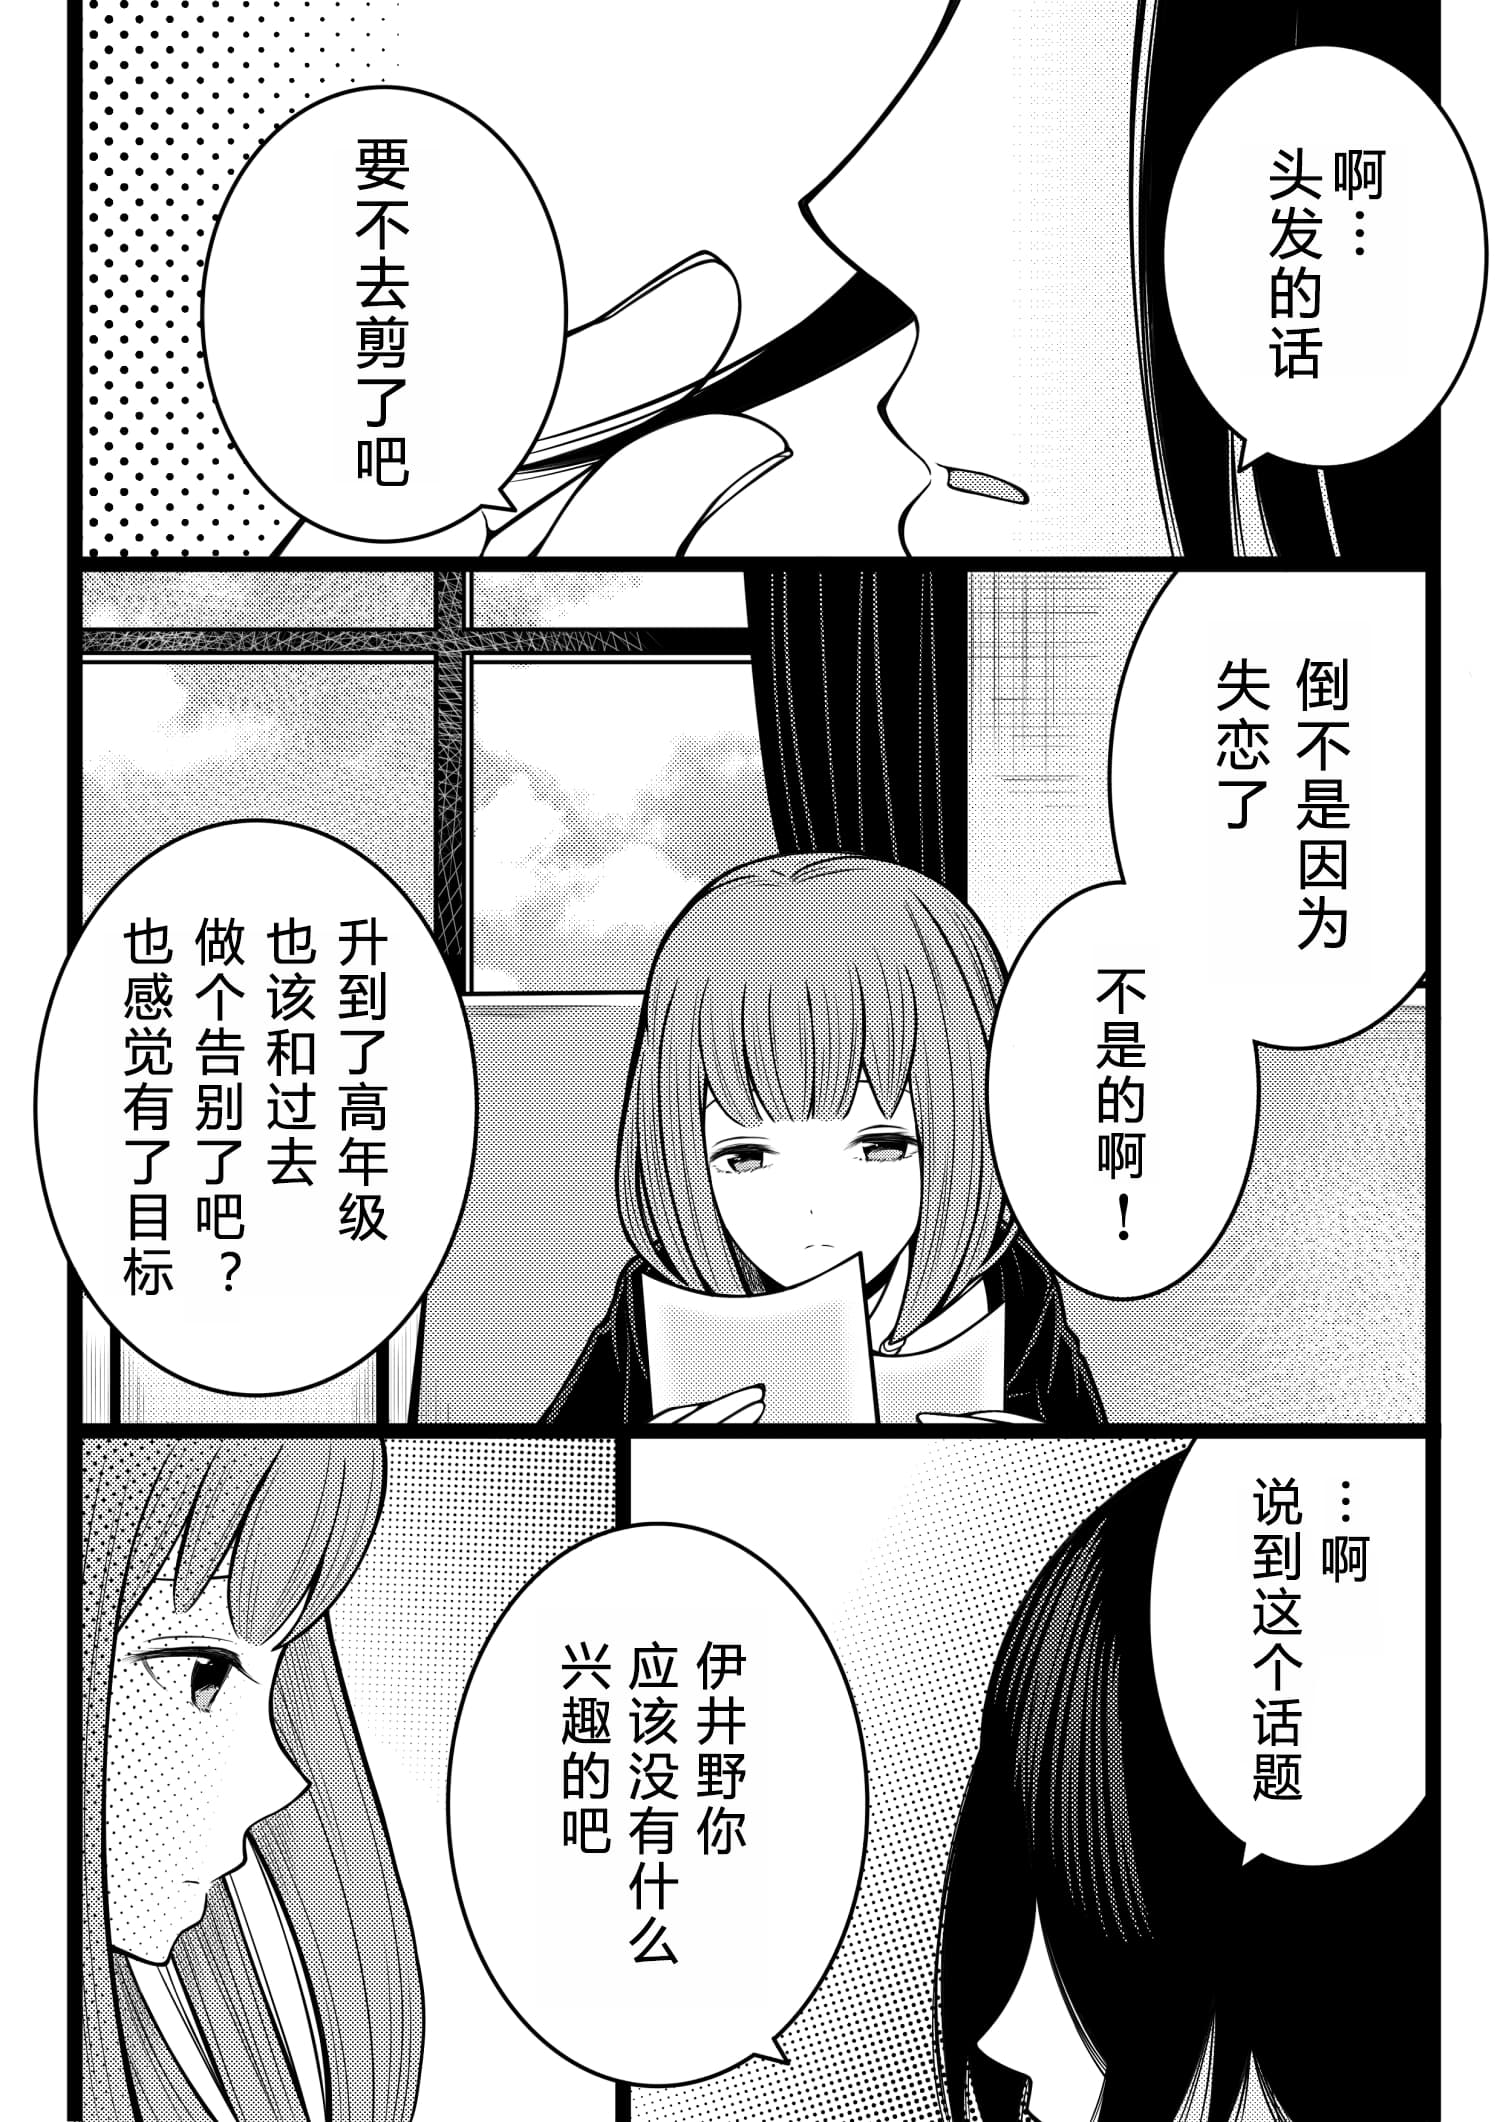 啊…
头发的话
要不去剪了吧
倒不是因为
失恋了
不是的啊！
升到了高年级
也该和过去
做个告别了吧？
也感觉有了目标
…啊
说到这个话题
伊井野你
应该没有什么
兴趣的吧